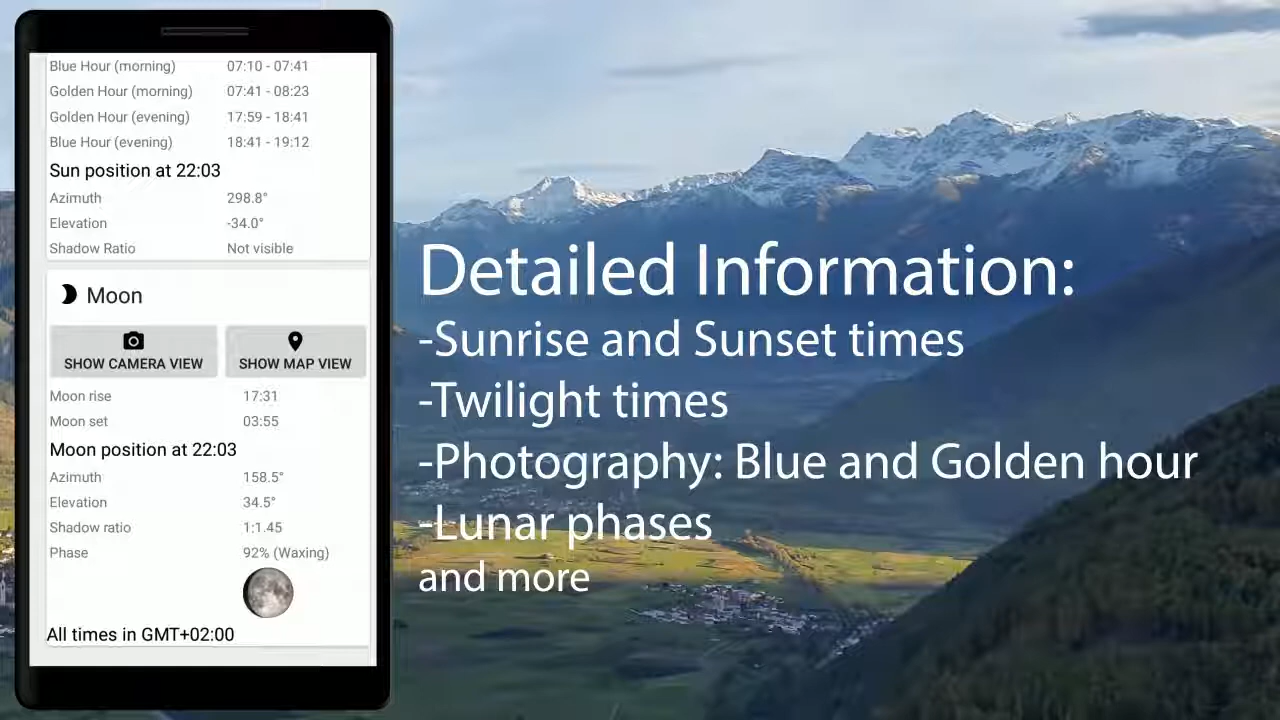 Blue Hour (morning) 07:10 - 07:41
Golden Hour (morning) 07:41 - 08:23
Golden Hour (evening) 17:59 - 18:41
Blue Hour (evening) 18:41 - 19:12
Sun position at 22:03
Azimuth 298.8°
Elevation -34.0°
Shadow Ratio Not visible
Moon
SHOW CAMERA VIEW SHOW MAP VIEW
Moon rise 17:31
Moon set 03:55
Moon position at 22:03
Azimuth 158.5°
Elevation 34.5°
Shadow ratio 1:1.45
Phase 92% (Waxing)
All times in GMT+02:00
Detailed Information:
-Sunrise and Sunset times
-Twilight times
-Photography: Blue and Golden hour
-Lunar phases
and more